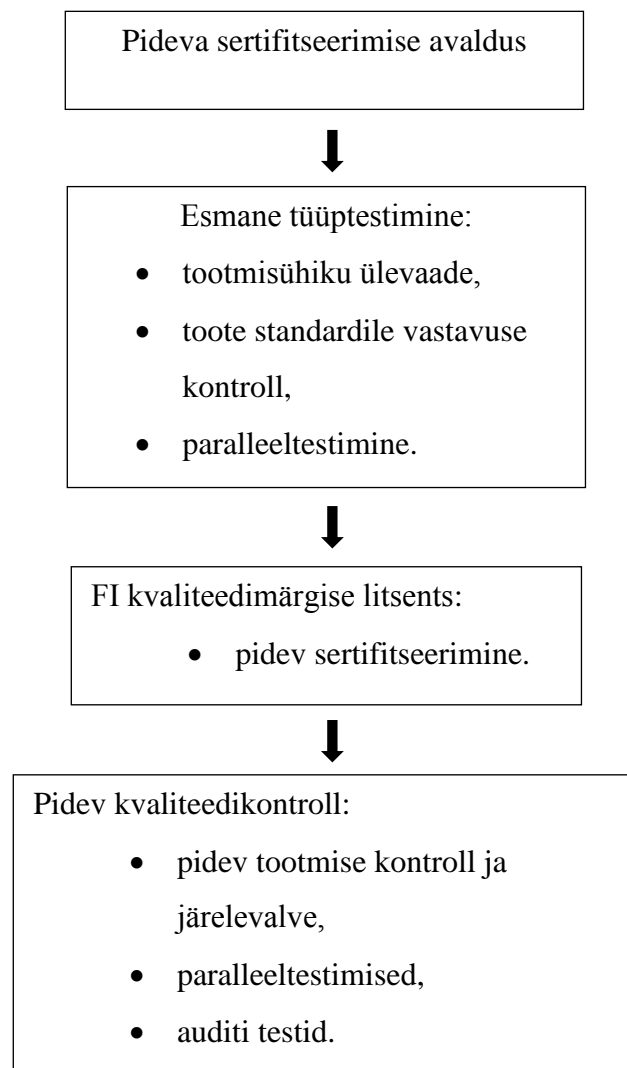 Pideva sertifitseerimise avaldus
Esmane tüüptestimine:
• tootmisühiku ülevaade,
• toote standardile vastavuse
kontroll,
• paralleeltestimine.
FI kvaliteedimärgise litsents:
• pidev sertifitseerimine.
Pidev kvaliteedikontroll:
• pidev tootmise kontroll ja
järelevalve,
• paralleeltestimised,
• auditi testid.